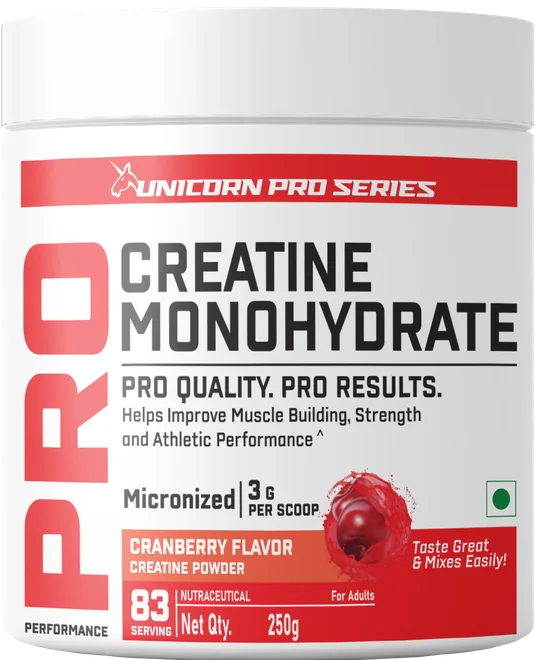 UNICORN PRO SERIES
PRO
PERFORMANCE
CREATINE
MONOHYDRATE
PRO QUALITY. PRO RESULTS.
Helps Improve Muscle Building, Strength
and Athletic Performance^
Micronized
3 G
PER SCOOP
CRANBERRY FLAVOR
CREATINE POWDER
Taste Great
& Mixes Easily!
83
SERVING
NUTRACEUTICAL
For Adults
Net Qty. 250g